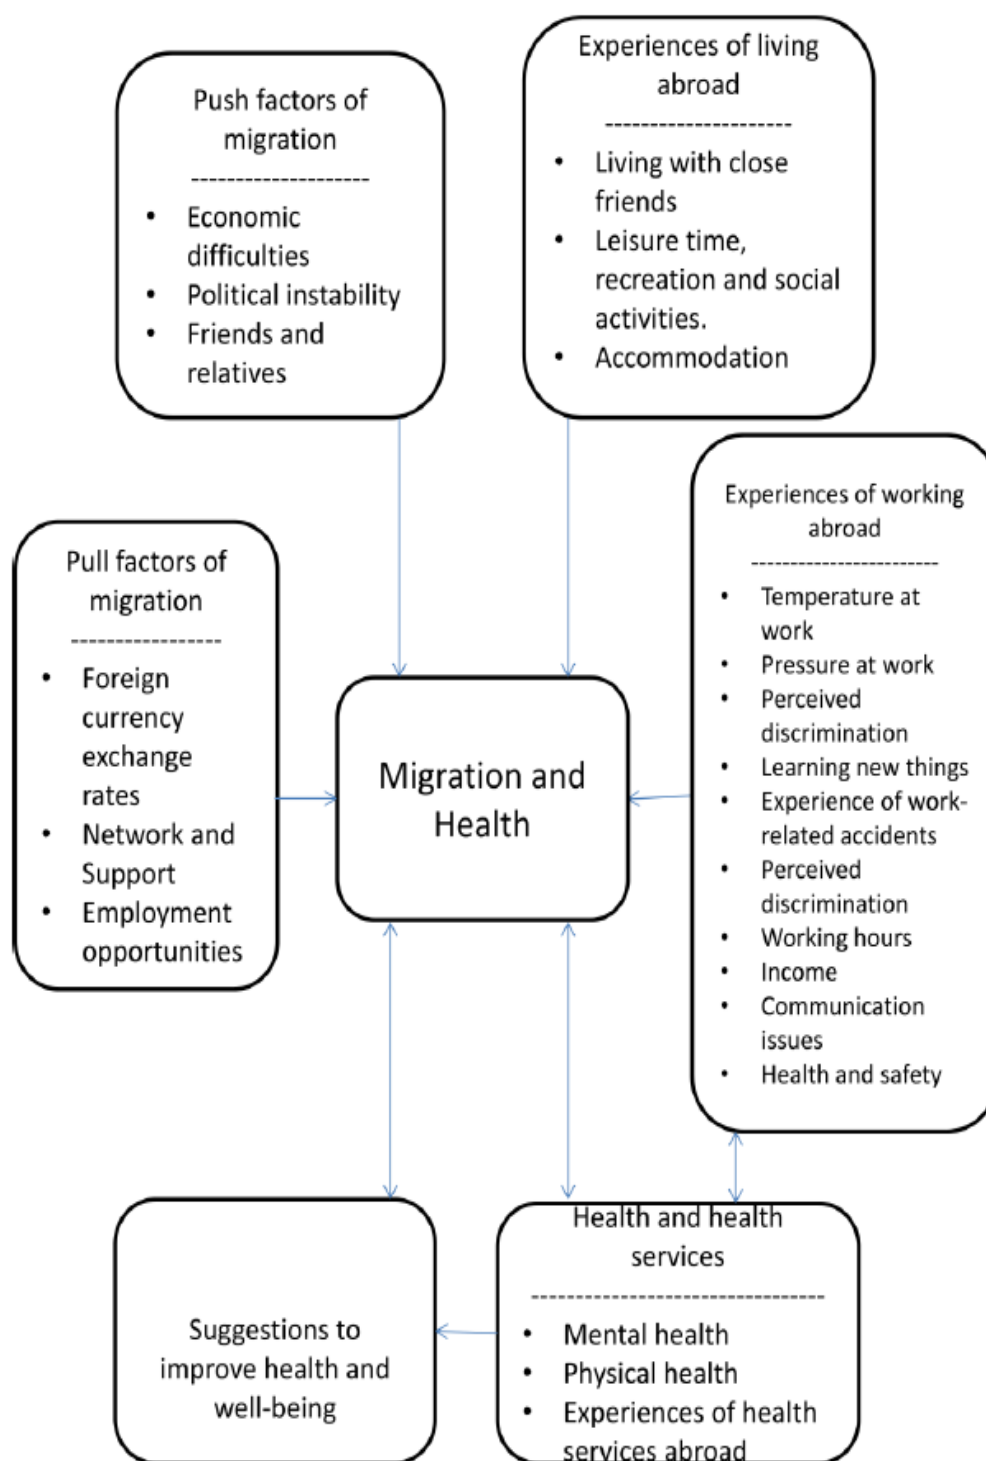 Push factors of
migration
--------------------
• Economic
difficulties
• Political instability
• Friends and
relatives
Experiences of living
abroad
---------------------
• Living with close
friends
• Leisure time,
recreation and social
activities.
• Accommodation
Pull factors of
migration
-----------------
• Foreign
currency
exchange
rates
• Network and
Support
• Employment
opportunities
Migration and
Health
Experiences of working
abroad
------------------------
• Temperature at
work
• Pressure at work
• Perceived
discrimination
• Learning new things
• Experience of work-
related accidents
• Perceived
discrimination
• Working hours
• Income
• Communication
issues
• Health and safety
Suggestions to
improve health and
well-being
Health and health
services
---------------------------------
• Mental health
• Physical health
• Experiences of health
services abroad